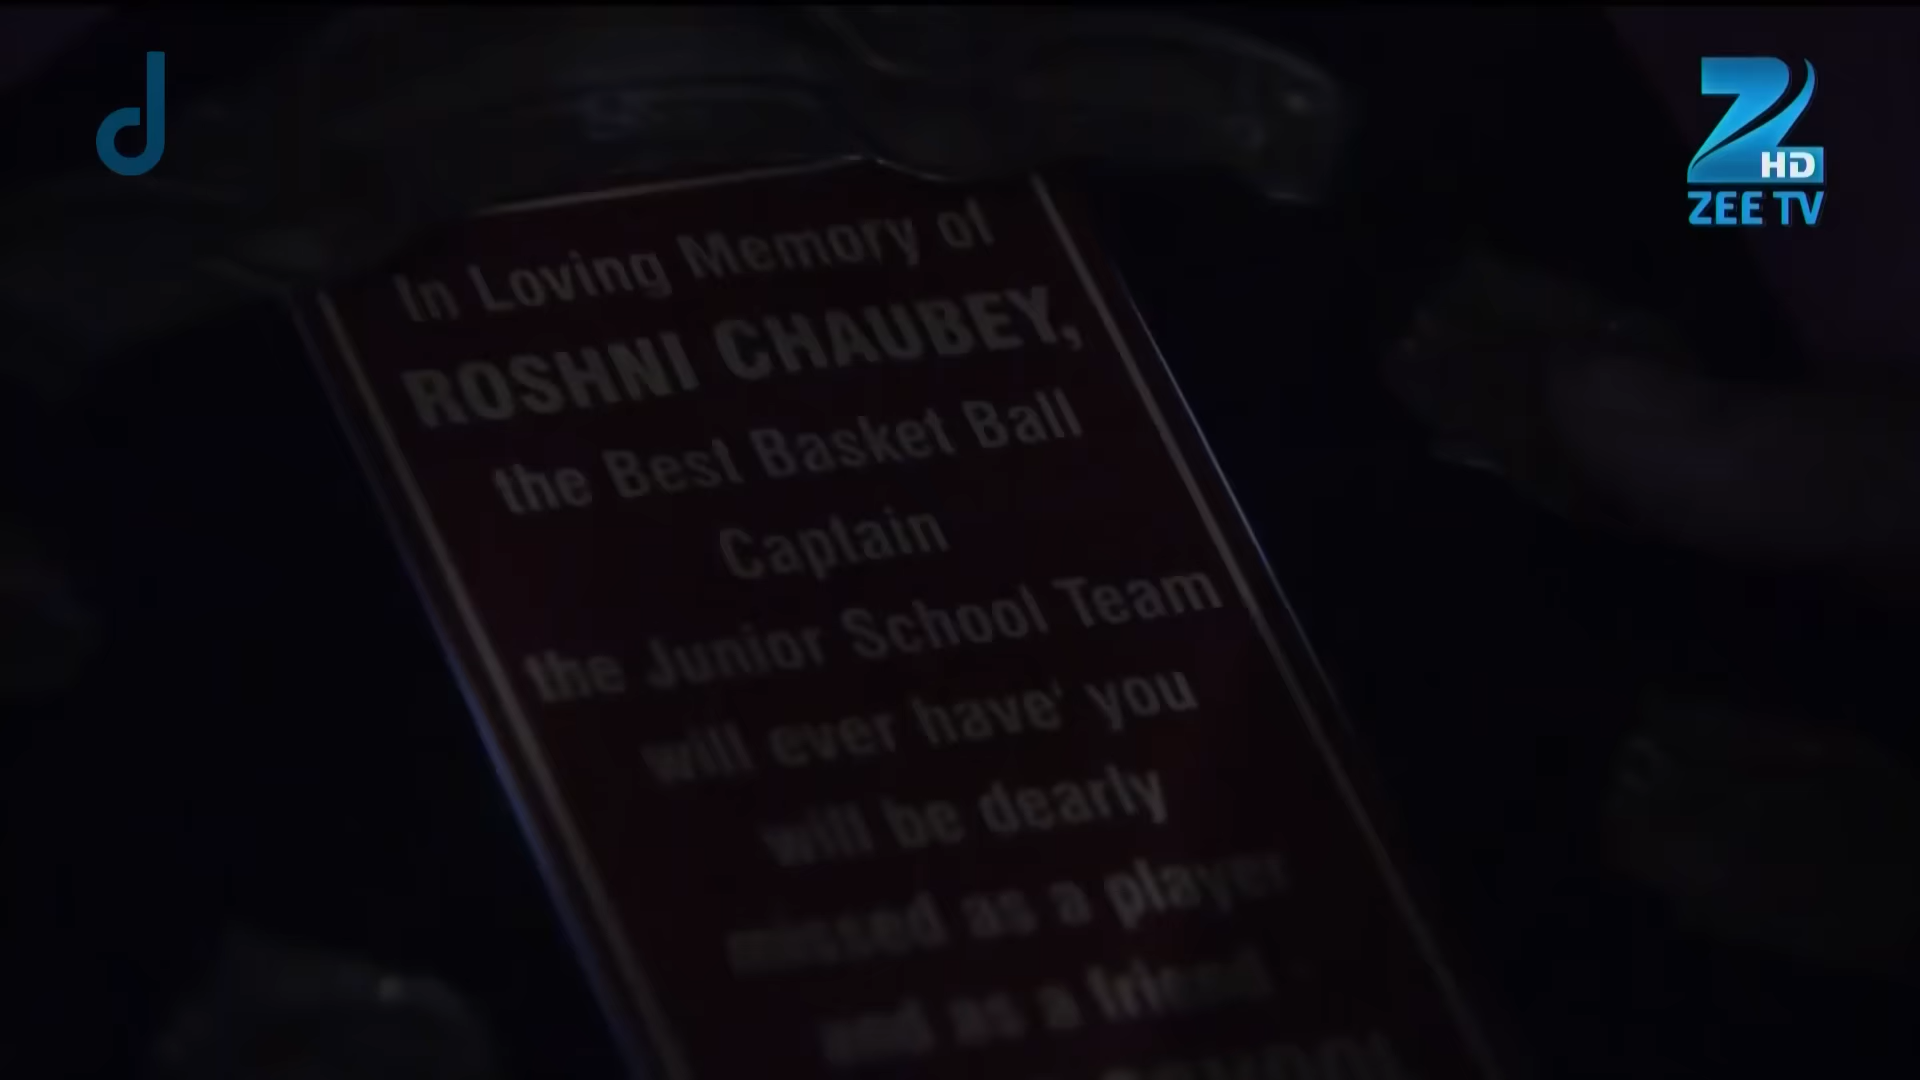 HD
ZEE TV
In Loving Memory of
ROSHNI CHAUBEY,
the Best Basket Ball
Captain
the Junior School Team
will ever have' you
will be dearly
missed as a player
and as a friend